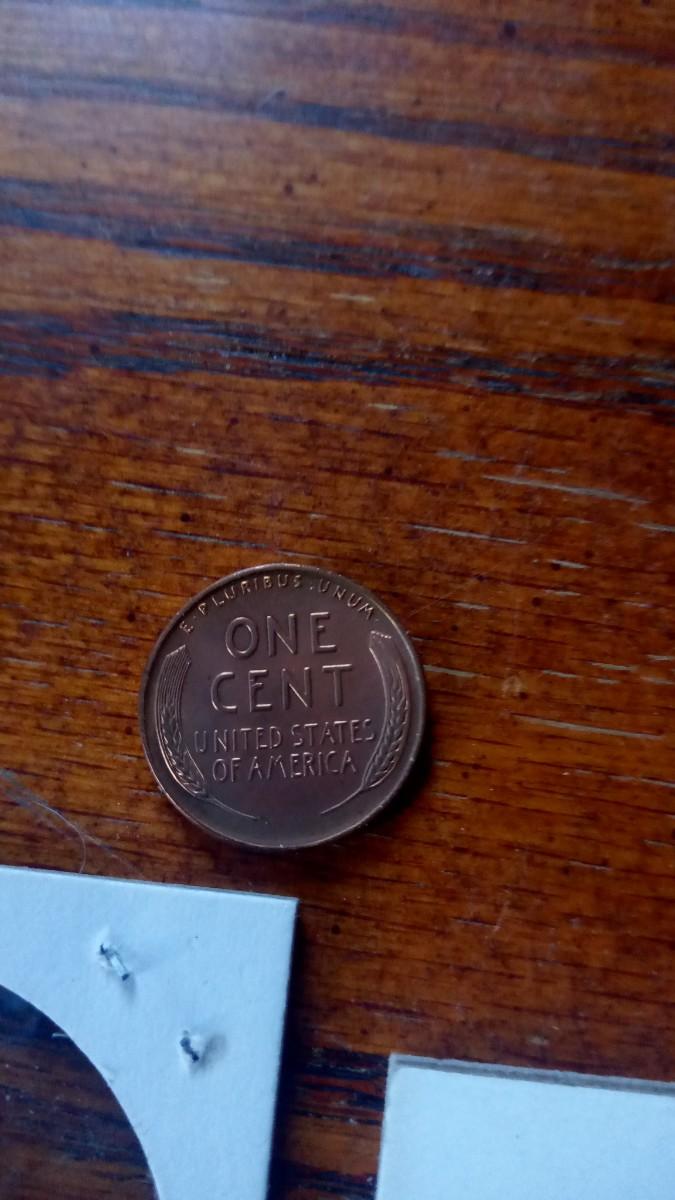 E·PLURIBUS·UNUM
ONE
CENT
UNITED STATES
OF AMERICA